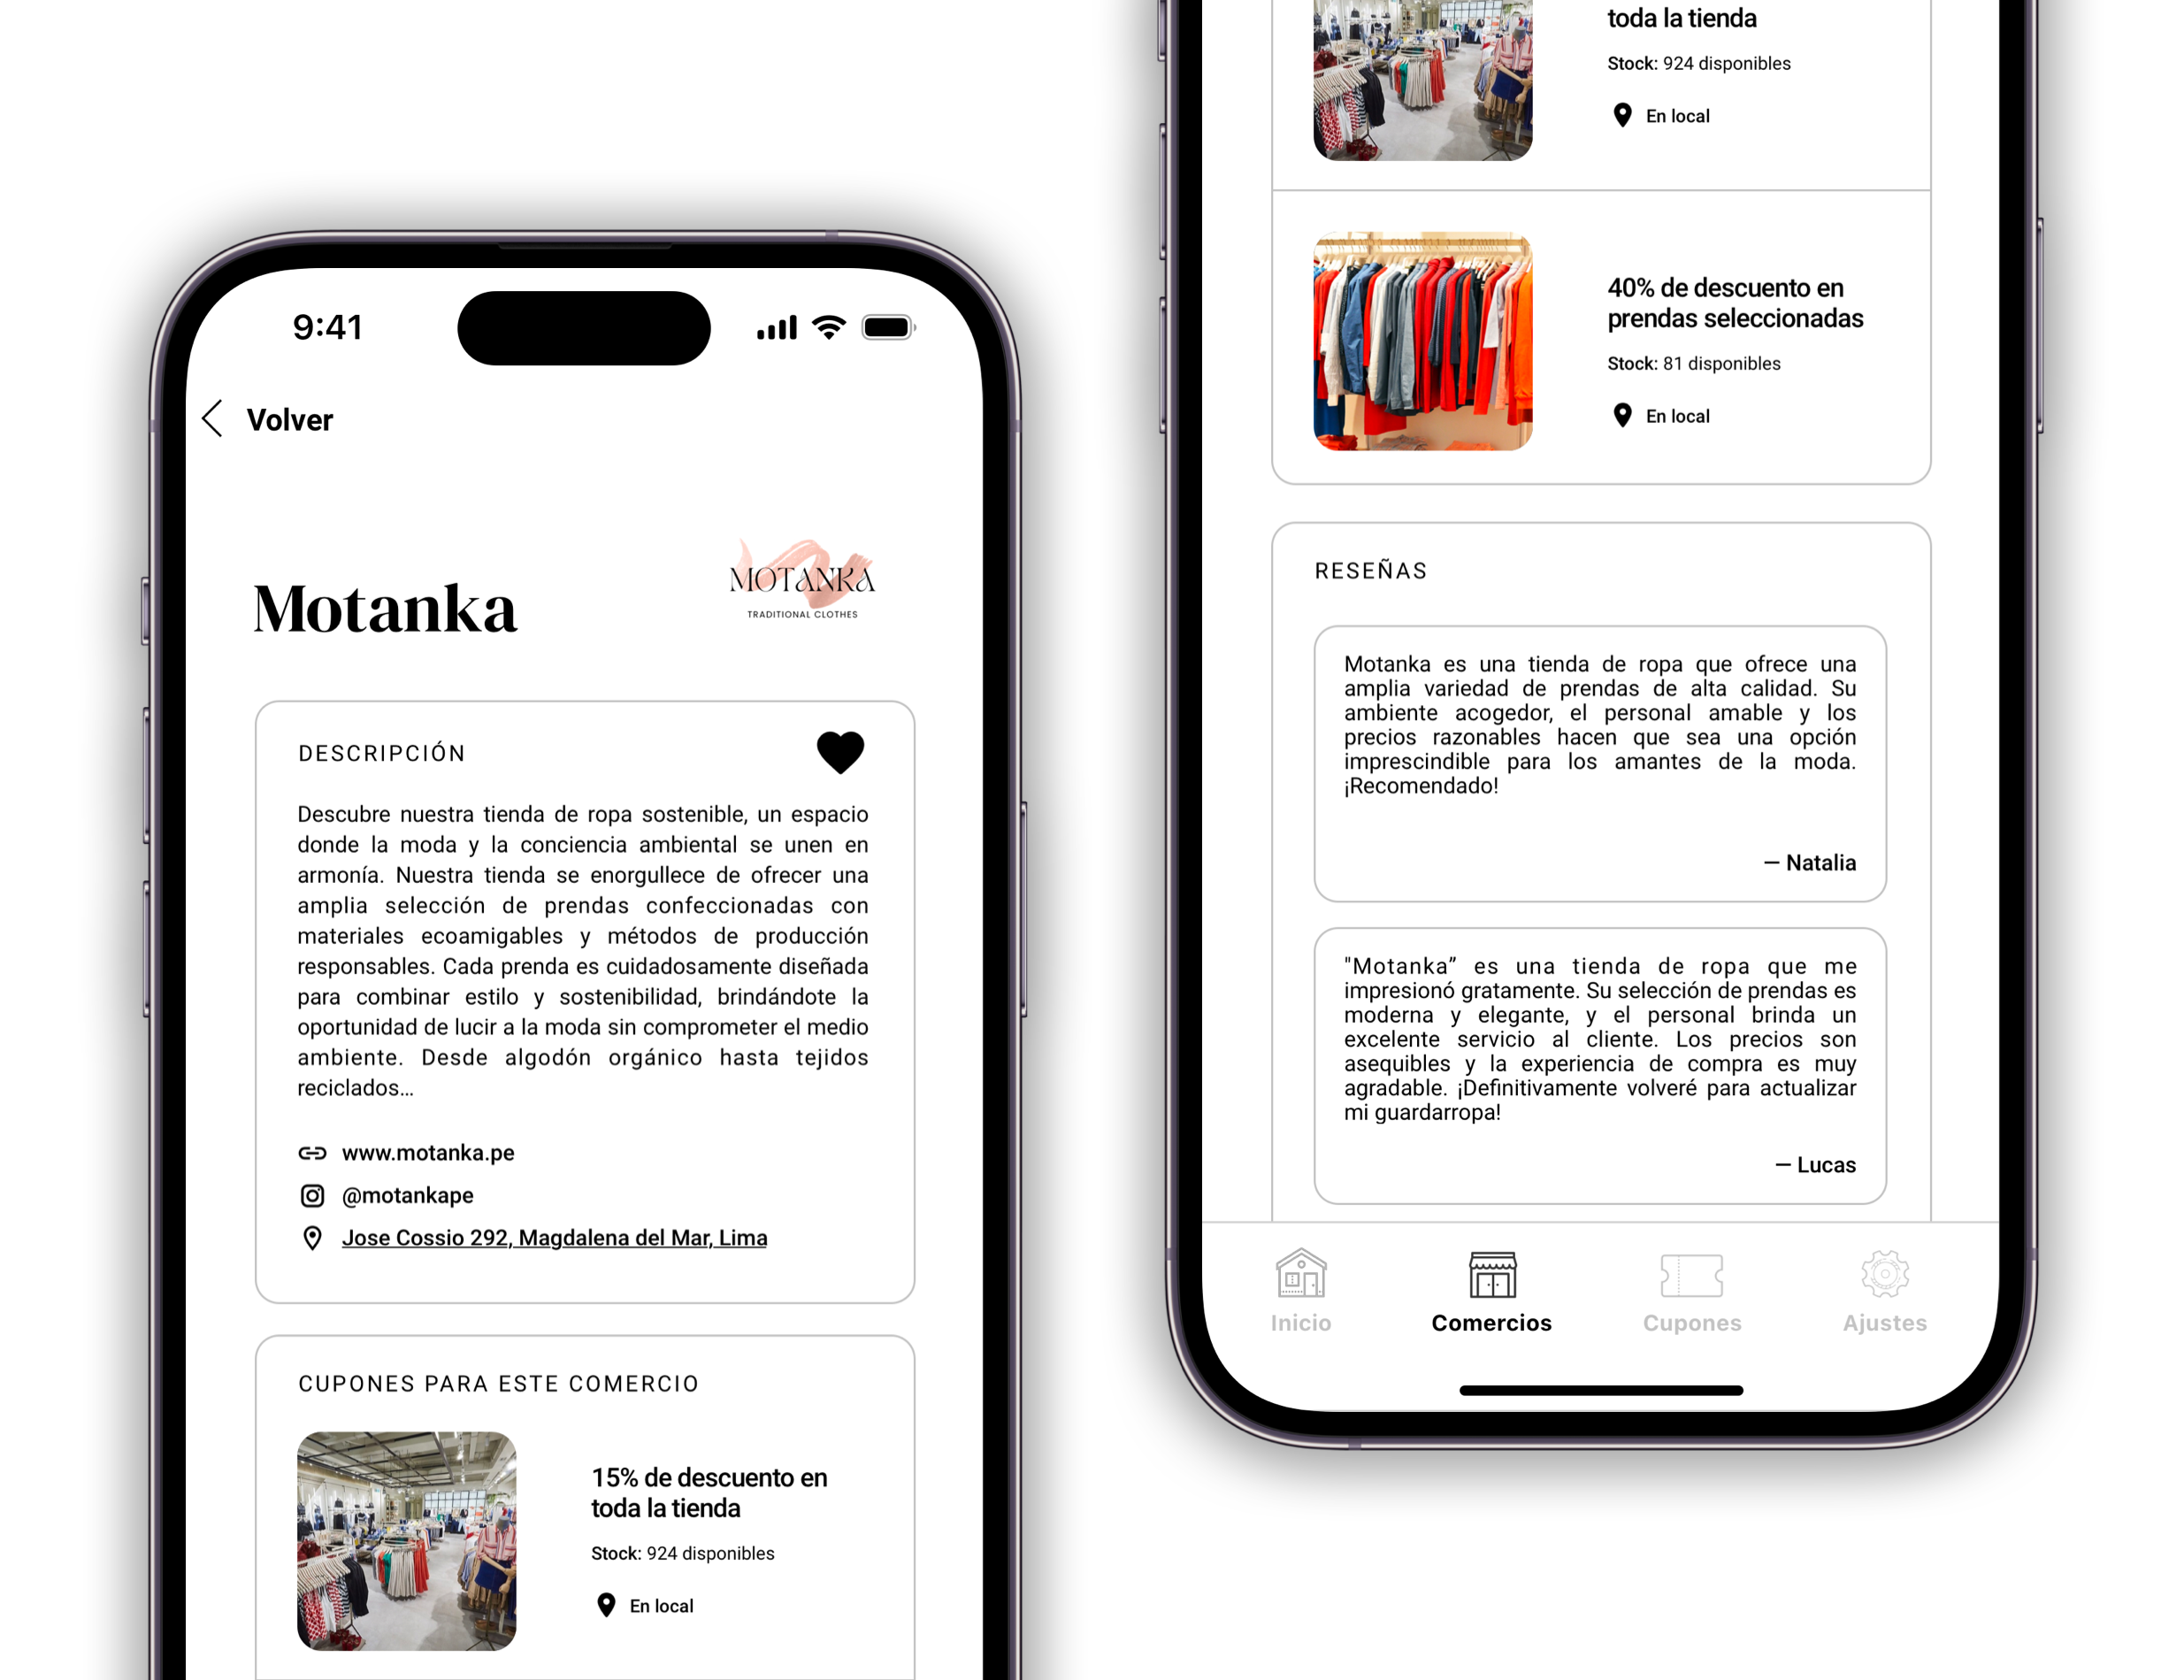 9:41
Volver
Motanka
MOTANKA
TRADITIONAL CLOTHES
DESCRIPCIÓN
Descubre nuestra tienda de ropa sostenible, un espacio
donde la moda y la conciencia ambiental se unen en
armonía. Nuestra tienda se enorgullece de ofrecer una
amplia selección de prendas confeccionadas con
materiales ecoamigables y métodos de producción
responsables. Cada prenda es cuidadosamente diseñada
para combinar estilo y sostenibilidad, brindándote la
oportunidad de lucir a la moda sin comprometer el medio
ambiente. Desde algodón orgánico hasta tejidos
reciclados...
www.motanka.pe
@motankape
Jose Cossio 292, Magdalena del Mar, Lima
CUPONES PARA ESTE COMERCIO
15% de descuento en
toda la tienda
Stock: 924 disponibles
En local
toda la tienda
Stock: 924 disponibles
En local
40% de descuento en
prendas seleccionadas
Stock: 81 disponibles
En local
RESEÑAS
Motanka es una tienda de ropa que ofrece una
amplia variedad de prendas de alta calidad. Su
ambiente acogedor, el personal amable y los
precios razonables hacen que sea una opción
imprescindible para los amantes de la moda.
¡Recomendado!
— Natalia
"Motanka” es una tienda de ropa que me
impresionó gratamente. Su selección de prendas es
moderna y elegante, y el personal brinda un
excelente servicio al cliente. Los precios son
asequibles y la experiencia de compra es muy
agradable. ¡Definitivamente volveré para actualizar
mi guardarropa!
— Lucas
Inicio
Comercios
Cupones
Ajustes